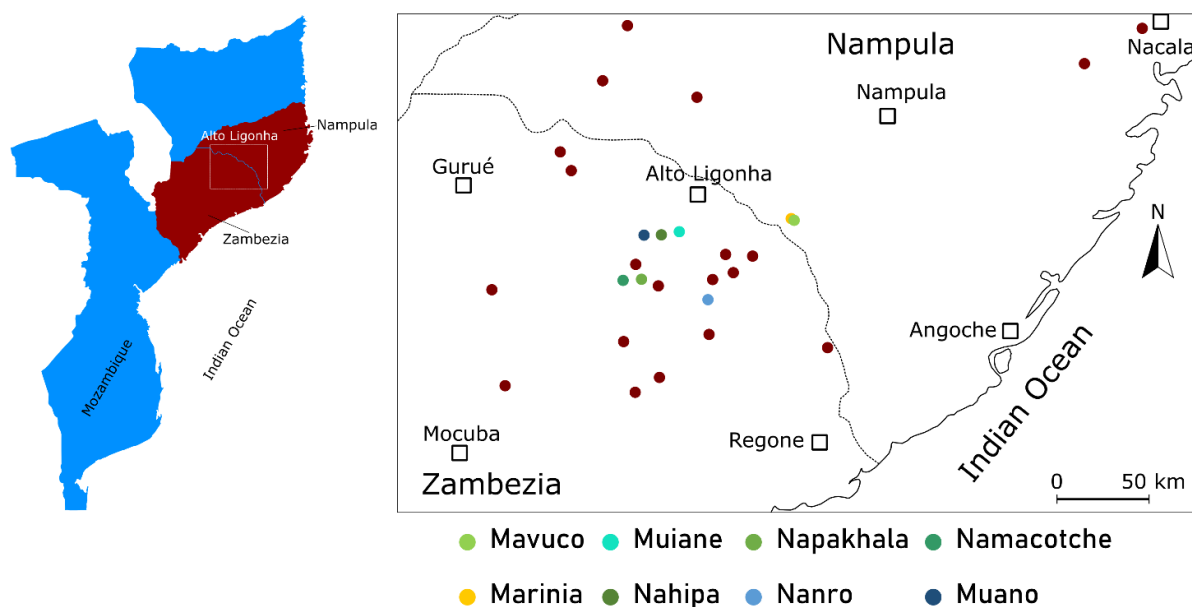 Alto Ligonha
Nampula
Zambezia
Mozambique
Indian Ocean
Nampula
Nacala
Nampula
Gurué
Alto Ligonha
N
Angoche
Indian Ocean
Mocuba
Regone
Zambezia
0 50 km
Mavuco Muiane Napakhala Namacotche
Marinia Nahipa Nanro Muano